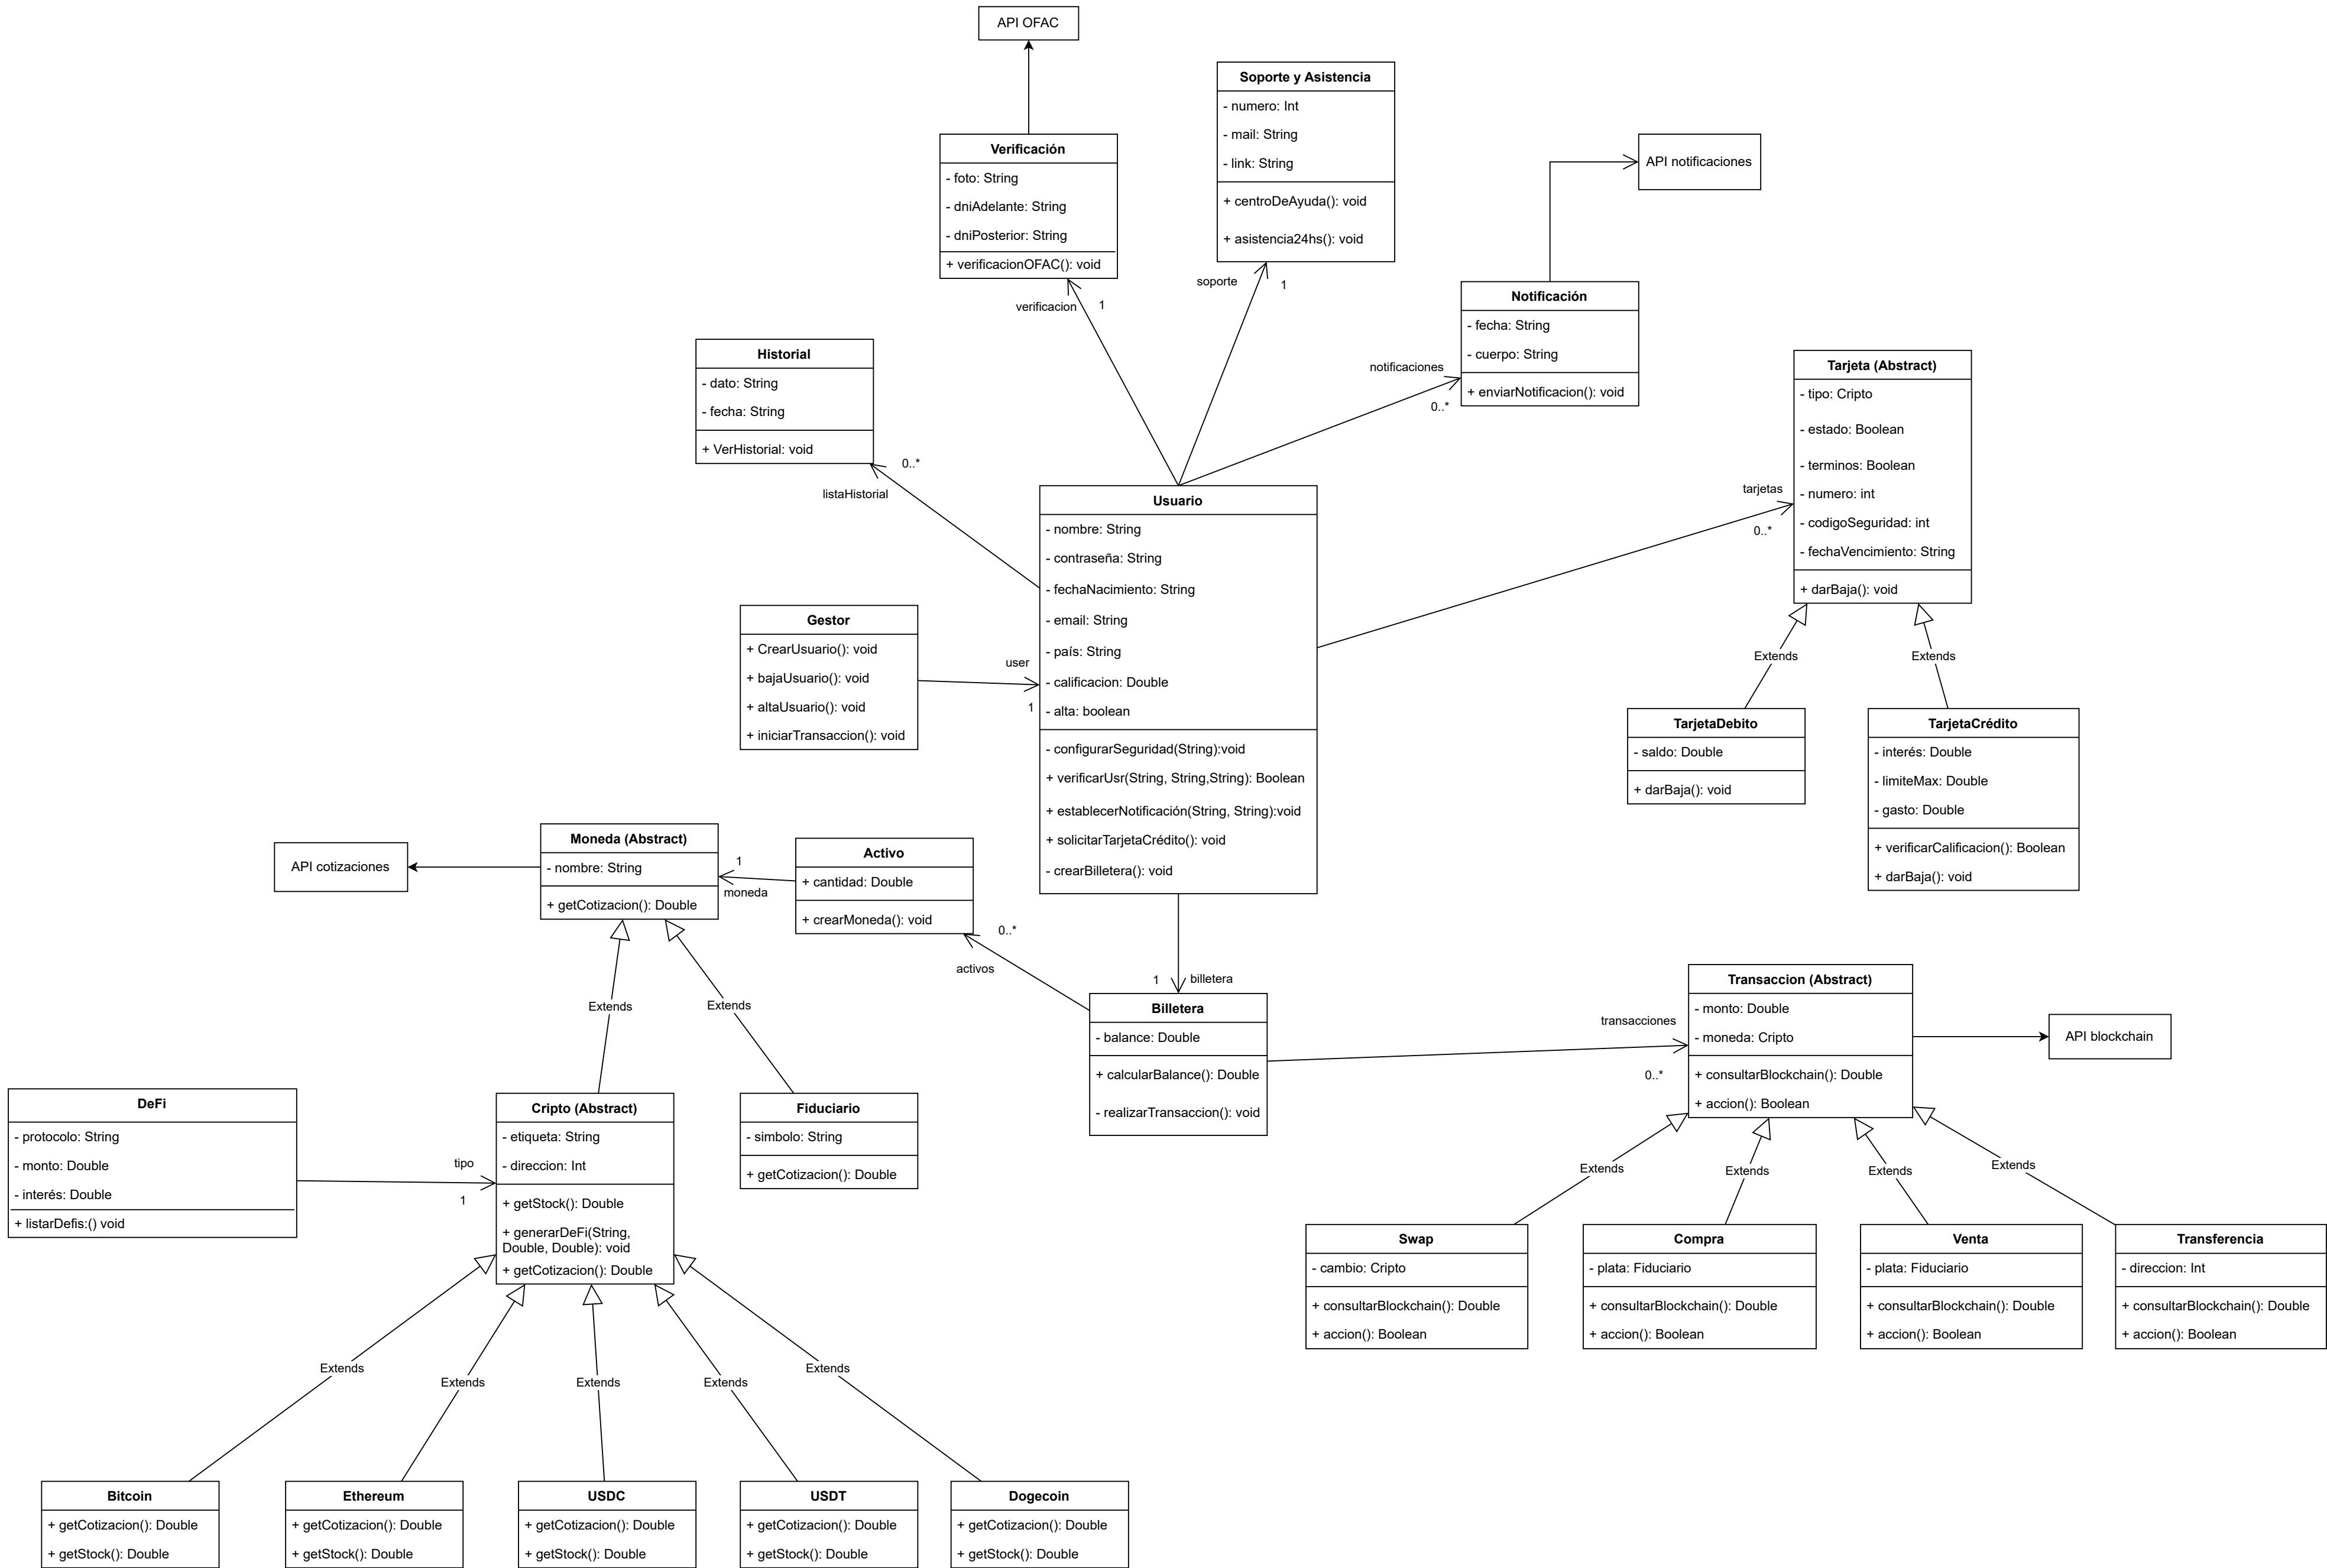 API OFAC
Soporte y Asistencia
- numero: Int
- mail: String
- link: String
+ centroDeAyuda(): void
+ asistencia24hs(): void
Verificación
- foto: String
- dniAdelante: String
- dniPosterior: String
+ verificacionOFAC(): void
API notificaciones
soporte
1
verificacion
1
Notificación
- fecha: String
- cuerpo: String
+ enviarNotificacion(): void
notificaciones
0..*
Historial
- dato: String
- fecha: String
+ VerHistorial: void
0..*
listaHistorial
Tarjeta (Abstract)
- tipo: Cripto
- estado: Boolean
- terminos: Boolean
- numero: int
- codigoSeguridad: int
- fechaVencimiento: String
+ darBaja(): void
tarjetas
0..*
Usuario
- nombre: String
- contraseña: String
- fechaNacimiento: String
- email: String
- país: String
- calificacion: Double
- alta: boolean
- configurarSeguridad(String):void
+ verificarUsr(String, String,String): Boolean
+ establecerNotificación(String, String):void
+ solicitarTarjetaCrédito(): void
- crearBilletera(): void
Gestor
+ CrearUsuario(): void
+ bajaUsuario(): void
+ altaUsuario(): void
+ iniciarTransaccion(): void
user
1
Extends
Extends
TarjetaDebito
- saldo: Double
+ darBaja(): void
TarjetaCrédito
- interés: Double
- limiteMax: Double
- gasto: Double
+ verificarCalificacion(): Boolean
+ darBaja(): void
API cotizaciones
Moneda (Abstract)
- nombre: String
+ getCotizacion(): Double
1
moneda
Activo
+ cantidad: Double
+ crearMoneda(): void
0..*
activos
1
billetera
Billetera
- balance: Double
+ calcularBalance(): Double
- realizarTransaccion(): void
transacciones
0..*
Transaccion (Abstract)
- monto: Double
- moneda: Cripto
+ consultarBlockchain(): Double
+ accion(): Boolean
API blockchain
Extends
Extends
DeFi
- protocolo: String
- monto: Double
- interés: Double
+ listarDefis:() void
tipo
1
Cripto (Abstract)
- etiqueta: String
- direccion: Int
+ getStock(): Double
+ generarDeFi(String,
Double, Double): void
+ getCotizacion(): Double
Fiduciario
- simbolo: String
+ getCotizacion(): Double
Extends
Extends
Extends
Extends
Swap
- cambio: Cripto
+ consultarBlockchain(): Double
+ accion(): Boolean
Compra
- plata: Fiduciario
+ consultarBlockchain(): Double
+ accion(): Boolean
Venta
- plata: Fiduciario
+ consultarBlockchain(): Double
+ accion(): Boolean
Transferencia
- direccion: Int
+ consultarBlockchain(): Double
+ accion(): Boolean
Extends
Extends
Extends
Extends
Extends
Bitcoin
+ getCotizacion(): Double
+ getStock(): Double
Ethereum
+ getCotizacion(): Double
+ getStock(): Double
USDC
+ getCotizacion(): Double
+ getStock(): Double
USDT
+ getCotizacion(): Double
+ getStock(): Double
Dogecoin
+ getCotizacion(): Double
+ getStock(): Double